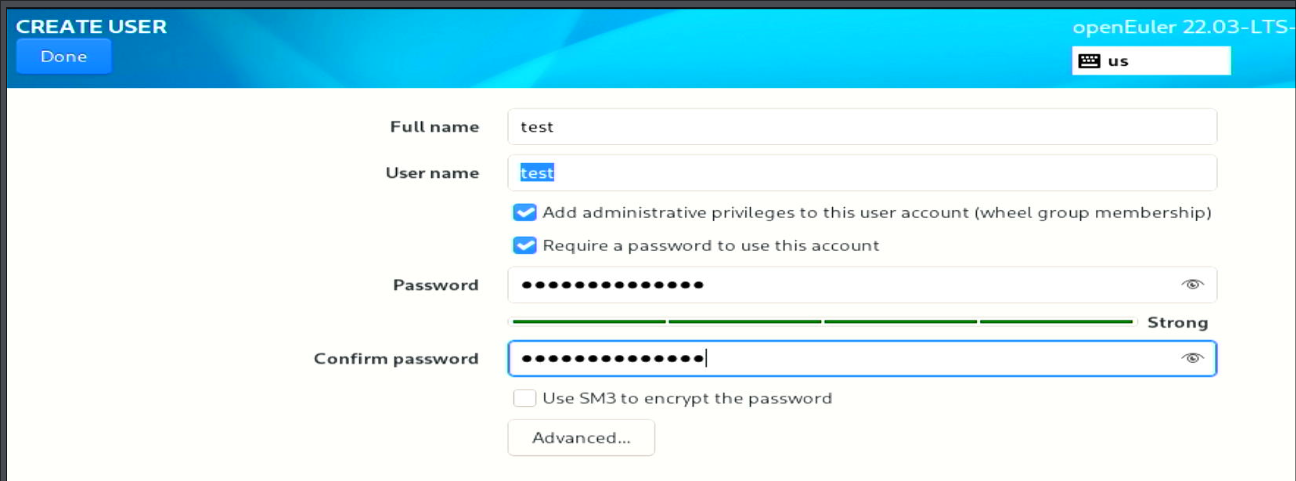 CREATE USER
openEuler 22.03-LTS-
Done
us
Full name
test
User name
test
Add administrative privileges to this user account (wheel group membership)
Require a password to use this account
Password
●●●●●●●●●●●●●●
Strong
Confirm password
●●●●●●●●●●●●●●
Use SM3 to encrypt the password
Advanced...